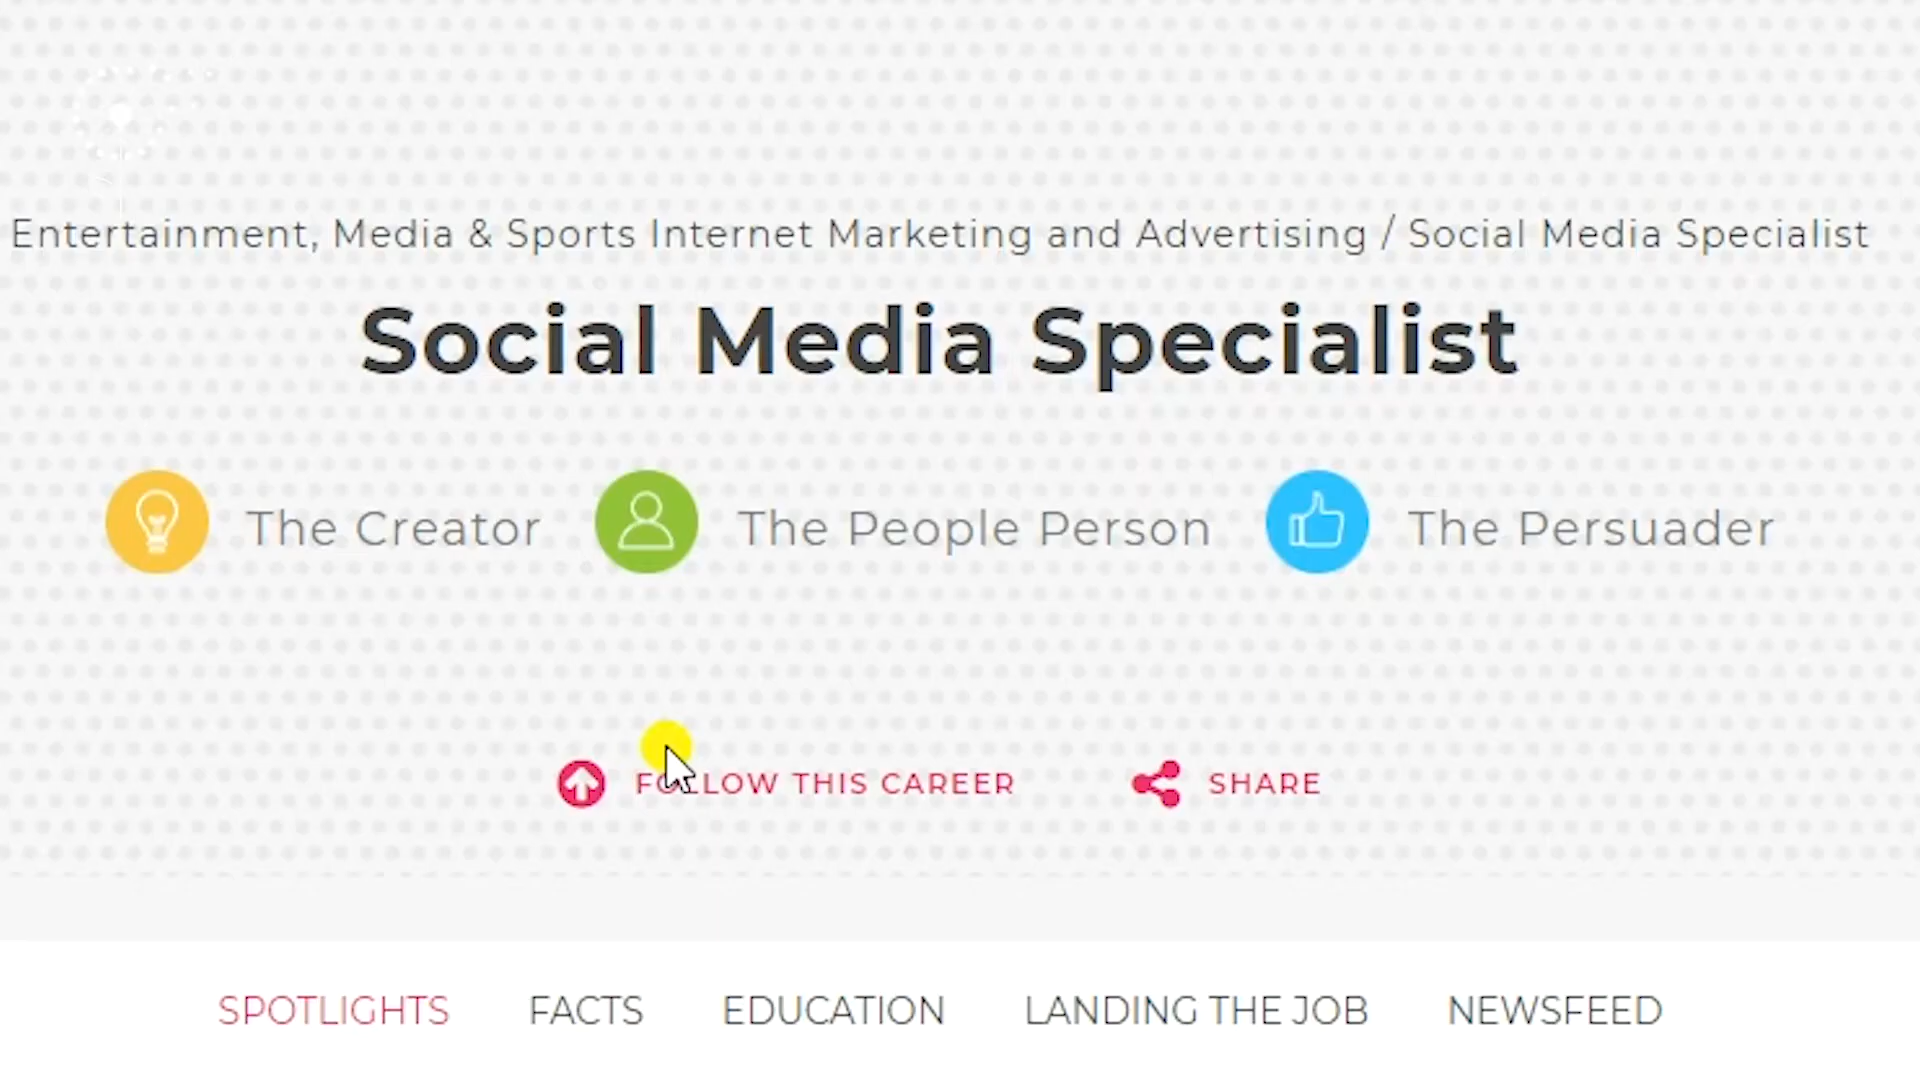 Entertainment, Media & Sports Internet Marketing and Advertising / Social Media Specialist
Social Media Specialist
The Creator The People Person The Persuader
FOLLOW THIS CAREER SHARE
SPOTLIGHTS FACTS EDUCATION LANDING THE JOB NEWSFEED